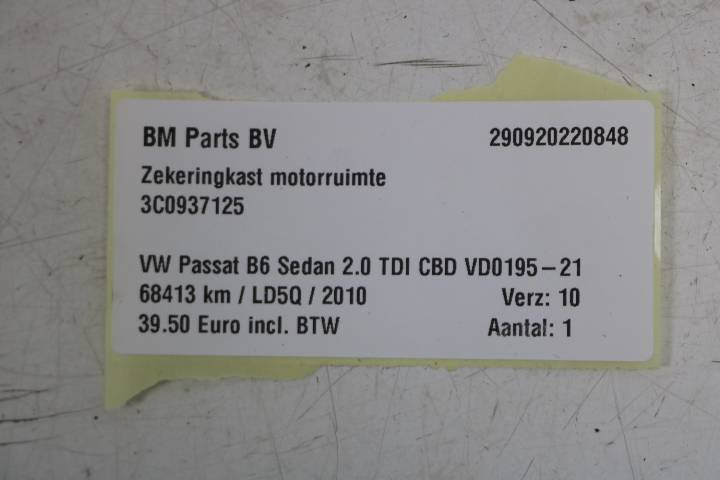 BM Parts BV 290920220848
Zekeringkast motorruimte
3C0937125
VW Passat B6 Sedan 2.0 TDI CBD VD0195-21
68413 km / LD5Q / 2010 Verz: 10
39.50 Euro incl. BTW Aantal: 1